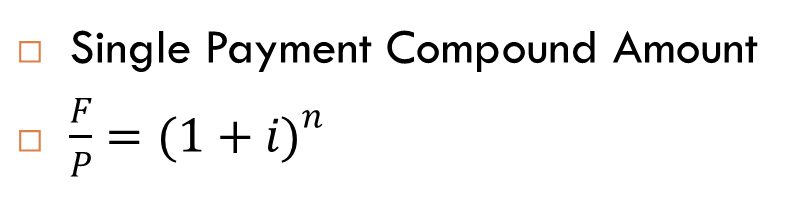 Single Payment Compound Amount
F/P = (1 + i)ⁿ